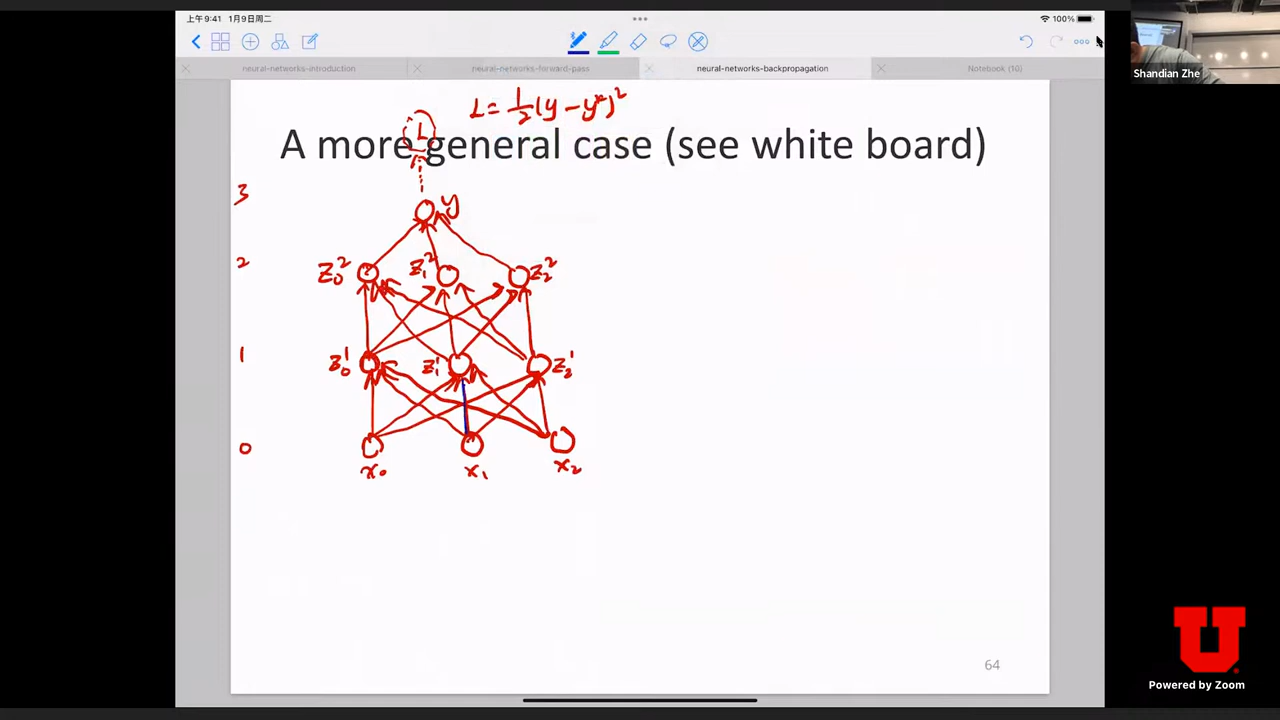 上午9:41 1月9日周二
100%
neural-networks-introduction
neural-networks-forward-pass
neural-networks-backpropagation
Notebook (10)
Shandian Zhe
L = 1/2 (y - y*)²
L
A more general case (see white board)
3
y
2
z₀² z₁² z₂²
1
z₀¹ z₁¹ z₂¹
0
x₀ x₁ x₂
64
U
Powered by Zoom